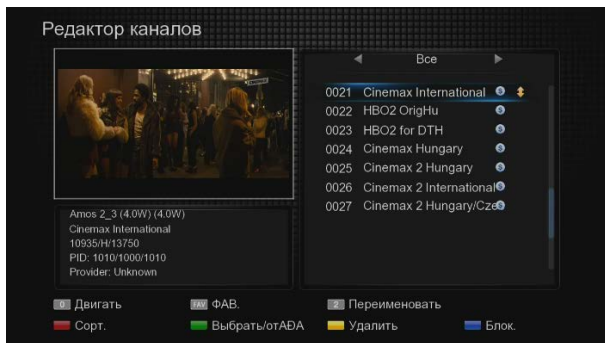 Редактор каналов
Все
0021 Cinemax International
0022 HBO2 OrigHu
0023 HBO2 for DTH
0024 Cinemax Hungary
0025 Cinemax 2 Hungary
0026 Cinemax 2 International
0027 Cinemax 2 Hungary/Cze
Amos 2_3 (4.0W) (4.0W)
Cinemax International
10935/H/13750
PID: 1010/1000/1010
Provider: Unknown
0 Двигать FAV ФАВ. 2 Переименовать
Сорт. Выбрать/отАĐА Удалить Блок.